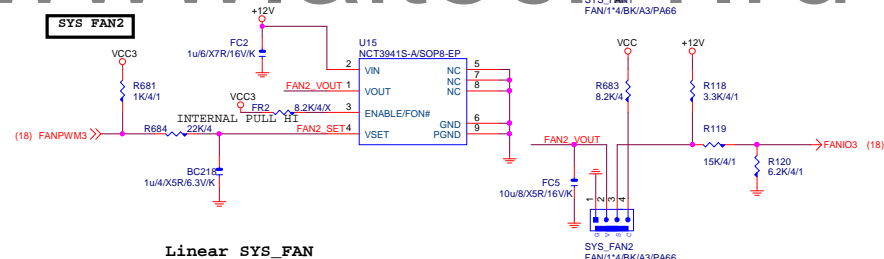 SYS_FAN1
FAN/1*4/BK/A3/PA66
SYS FAN2
+12V
FC2
1u/6/X7R/16V/K
U15
NCT3941S-A/SOP8-EP
VCC3
R681
1K/4/1
2 VIN NC 5
NC 7
FAN2_VOUT 1 VOUT NC 8
VCC3
FR2 8.2K/4/X 3 ENABLE/FON#
INTERNAL PULL HI
GND 6
(18) FANPWM3 R684 22K/4 FAN2_SET 4 VSET PGND 9
BC218
1u/4/X5R/6.3V/K
VCC +12V
R683
8.2K/4
R118
3.3K/4/1
FAN2_VOUT
R119
15K/4/1
FANIO3 (18)
R120
6.2K/4/1
FC5
10u/8/X5R/16V/K
1 2 3 4
G V S C
SYS_FAN2
FAN/1*4/BK/A3/PA66
Linear SYS_FAN